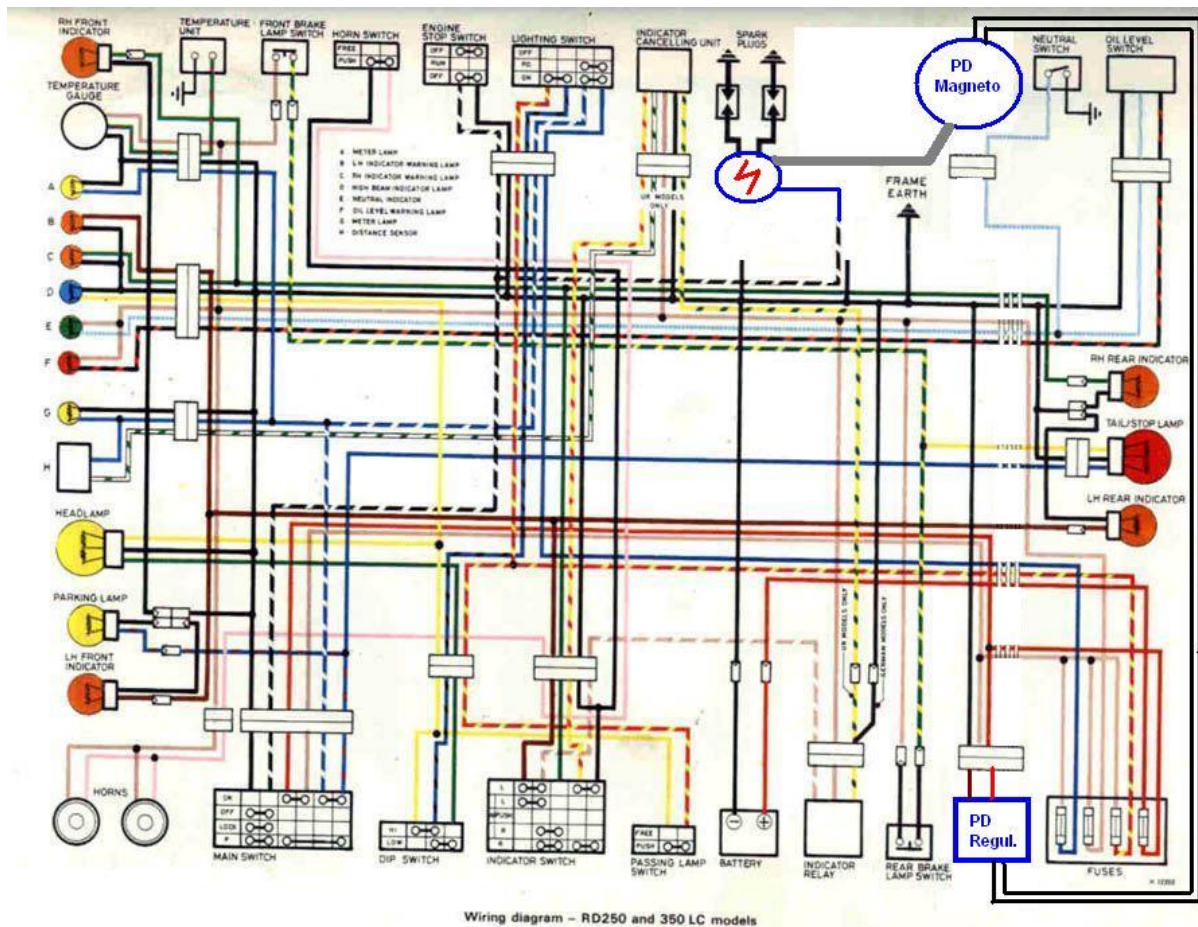 RH FRONT
INDICATOR
TEMPERATURE
UNIT
FRONT BRAKE
LAMP SWITCH
HORN SWITCH
FREE
PUSH
ENGINE
STOP SWITCH
OFF
RUN
OFF
LIGHTING SWITCH
OFF
PO
ON
INDICATOR
CANCELLING UNIT
SPARK
PLUGS
PD
Magneto
NEUTRAL
SWITCH
OIL LEVEL
SWITCH
TEMPERATURE
GAUGE
A METER LAMP
B LH INDICATOR WARNING LAMP
C RH INDICATOR WARNING LAMP
D HIGH BEAM INDICATOR LAMP
E NEUTRAL INDICATOR
F OIL LEVEL WARNING LAMP
G METER LAMP
H DISTANCE SENSOR
UK MODELS
ONLY
FRAME
EARTH
A
B
C
D
E
F
G
H
RH REAR INDICATOR
TAIL/STOP LAMP
LH REAR INDICATOR
HEADLAMP
PARKING LAMP
LH FRONT
INDICATOR
UK MODELS ONLY
GERMAN MODELS ONLY
HORNS
ON
OFF
LOCK
P
MAIN SWITCH
HI
LOW
DIP SWITCH
L
L
R
R
INDICATOR SWITCH
FREE
PUSH
PASSING LAMP
SWITCH
BATTERY
INDICATOR
RELAY
REAR BRAKE
LAMP SWITCH
PD
Regul.
FUSES
Wiring diagram – RD250 and 350 LC models